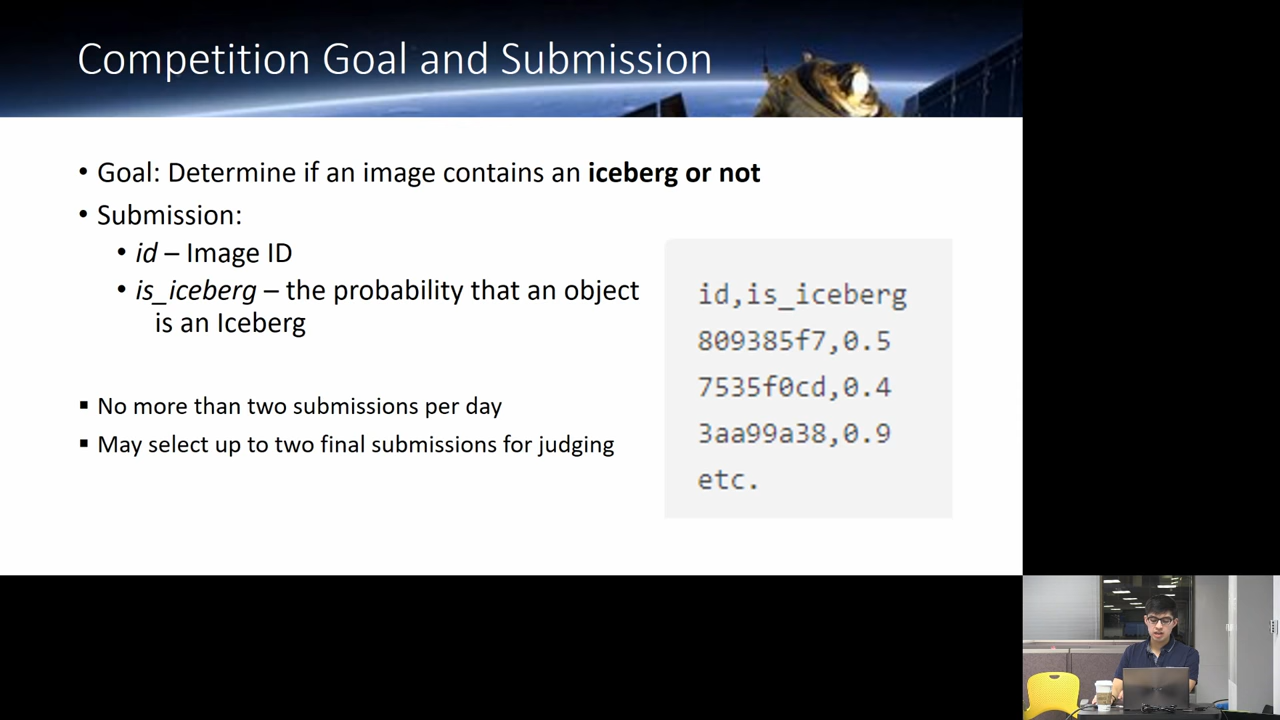 Competition Goal and Submission
• Goal: Determine if an image contains an iceberg or not
• Submission:
• id – Image ID
• is_iceberg – the probability that an object
is an Iceberg
▪ No more than two submissions per day
▪ May select up to two final submissions for judging
id,is_iceberg
809385f7,0.5
7535f0cd,0.4
3aa99a38,0.9
etc.